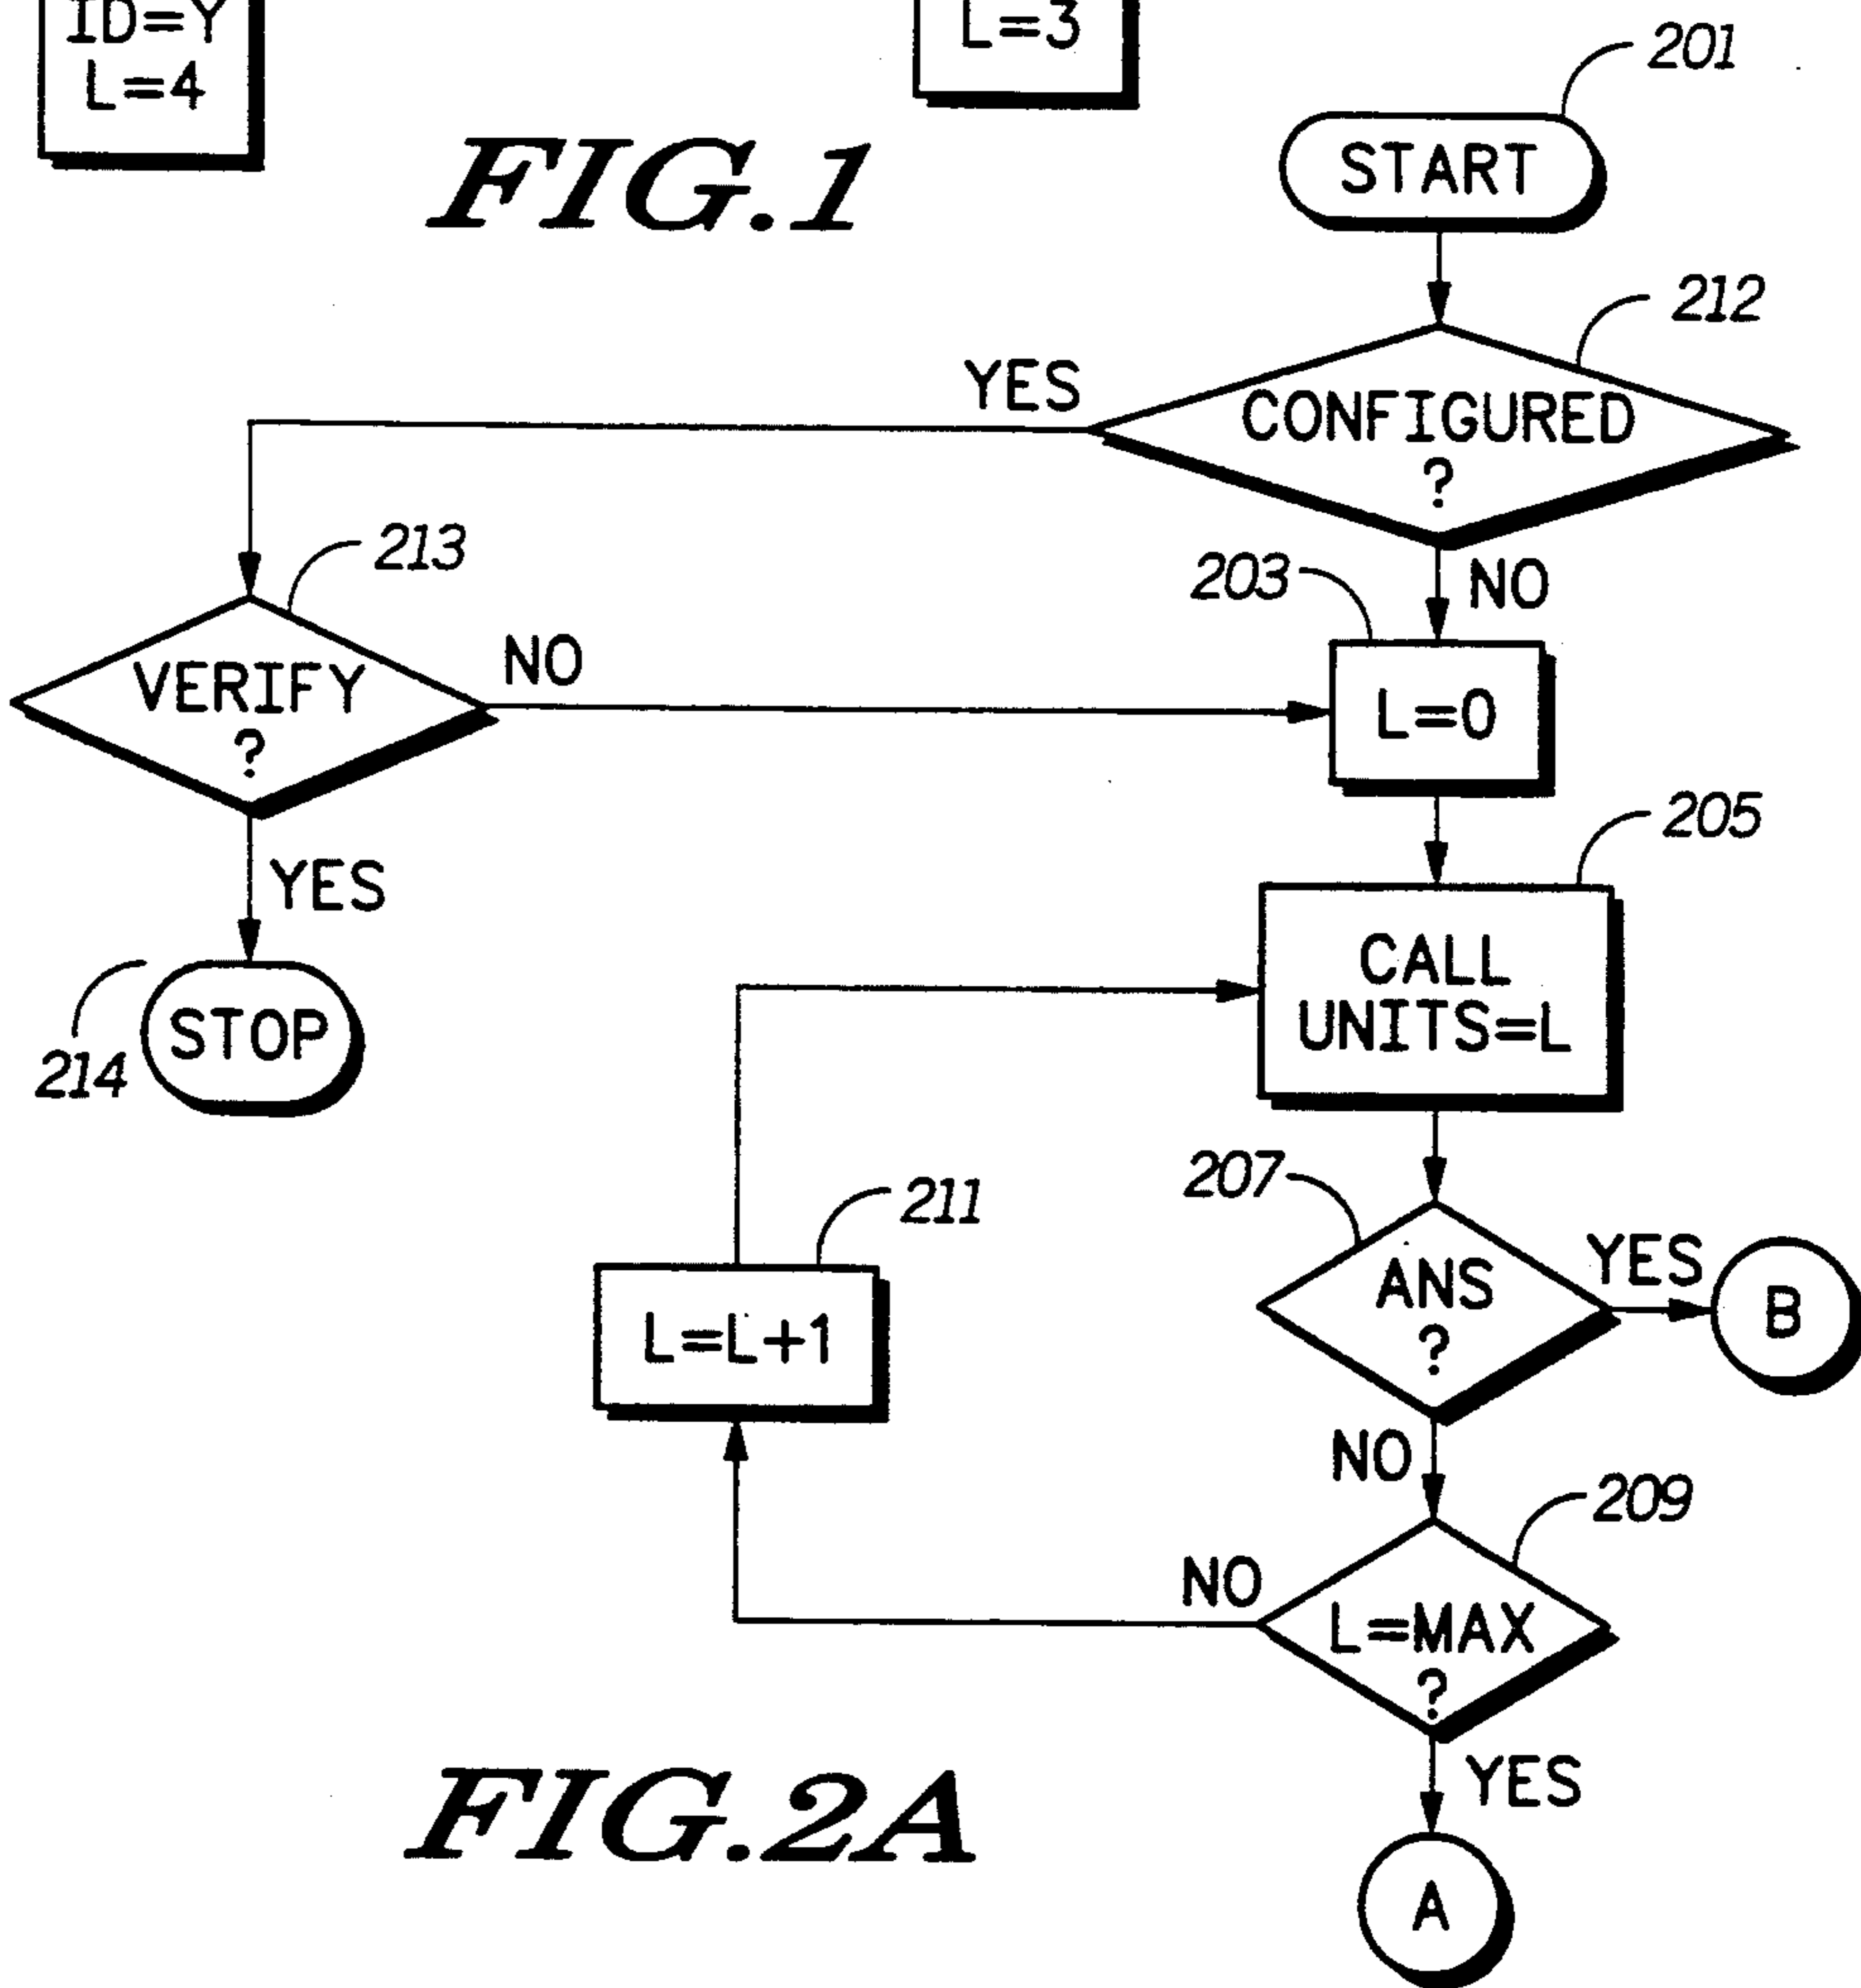 ID=Y
L=4
L=3
FIG.1
201
START
212
CONFIGURED
?
YES
NO
213
VERIFY
?
NO
YES
203
L=0
214
STOP
205
CALL
UNITS=L
207
ANS
?
YES
B
NO
211
L=L+1
209
L=MAX
?
NO
YES
A
FIG.2A